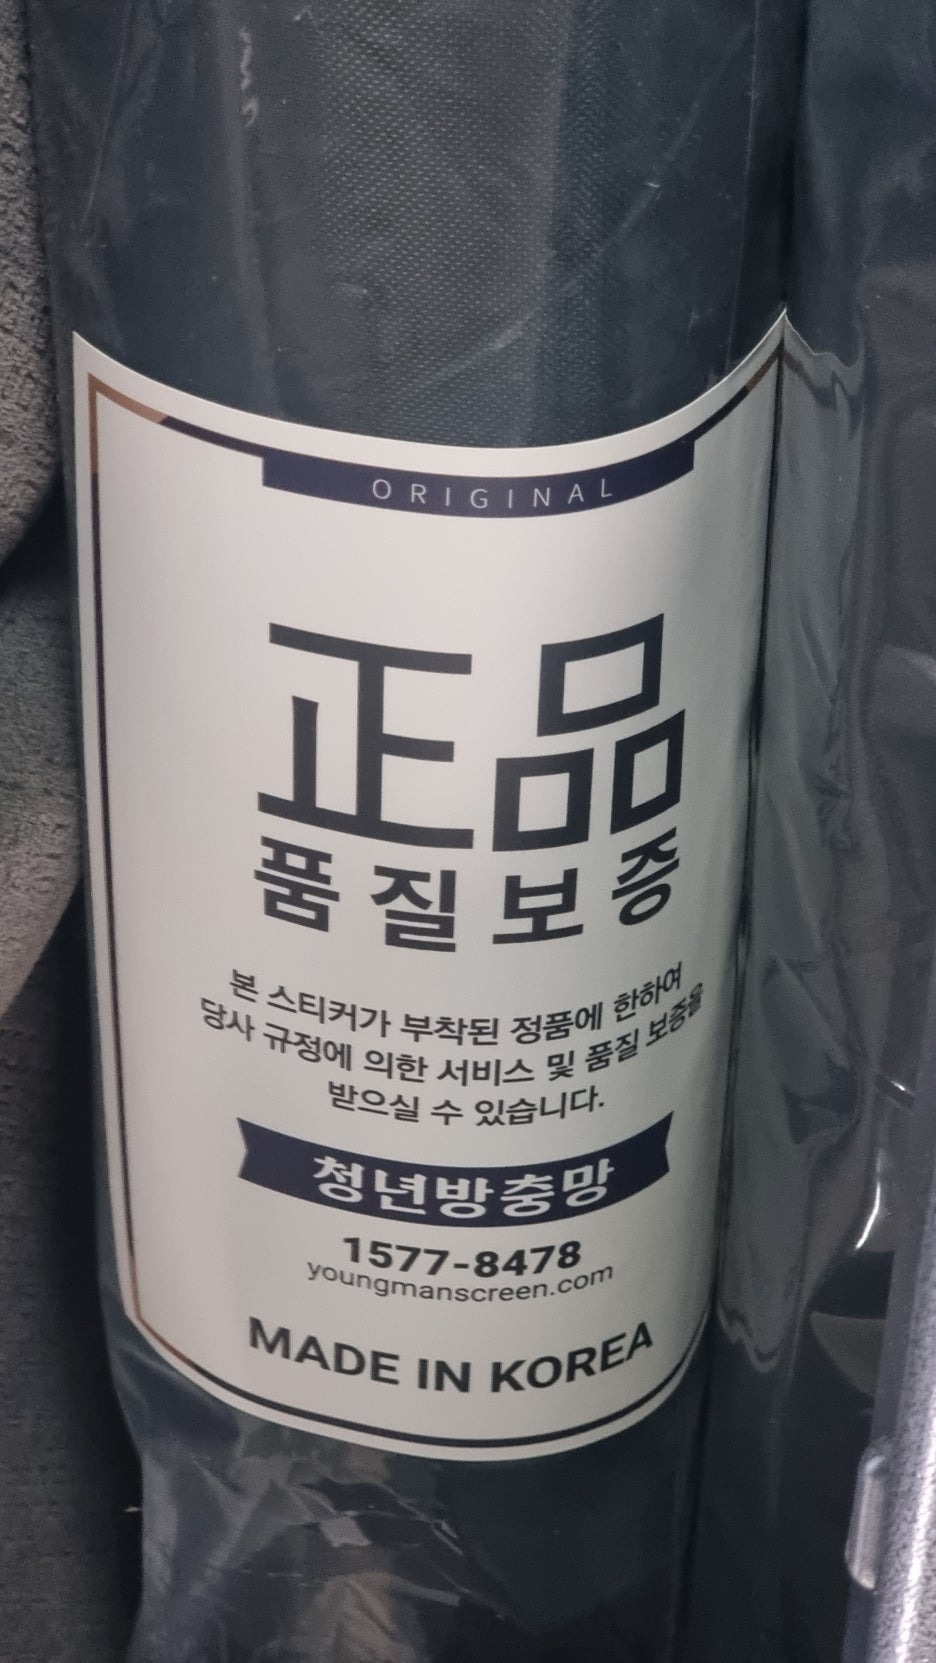 ORIGINAL
正品
품질보증
본 스티커가 부착된 정품에 한하여
당사 규정에 의한 서비스 및 품질 보증을
받으실 수 있습니다.
청년방충망
1577-8478
youngmanscreen.com
MADE IN KOREA